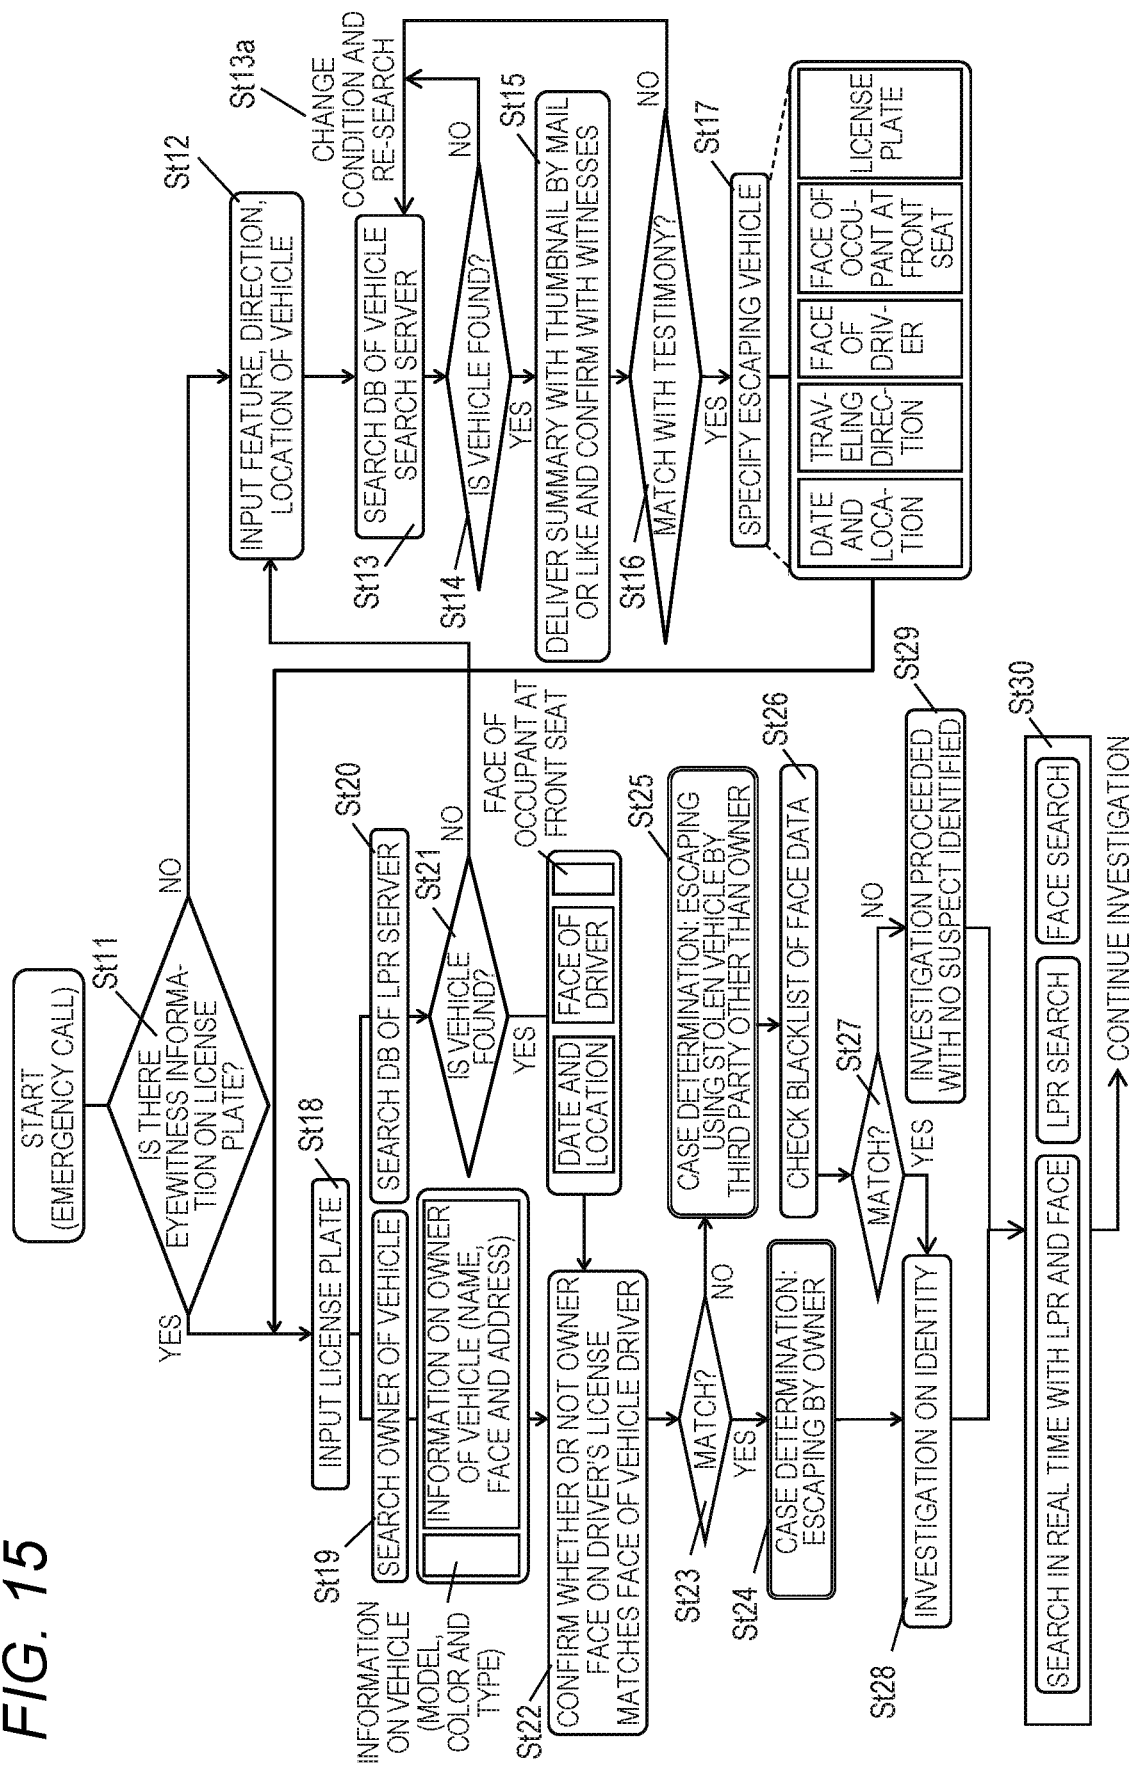 FIG. 15
START
(EMERGENCY CALL)
St11
IS THERE
EYEWITNESS INFORMA-
TION ON LICENSE
PLATE?
YES
NO
St12
INPUT FEATURE, DIRECTION,
LOCATION OF VEHICLE
St13a
CHANGE
CONDITION AND
RE-SEARCH
St13
SEARCH DB OF VEHICLE
SEARCH SERVER
St14
IS VEHICLE FOUND?
NO
YES
St15
DELIVER SUMMARY WITH THUMBNAIL BY MAIL
OR LIKE AND CONFIRM WITH WITNESSES
St16
MATCH WITH TESTIMONY?
NO
YES
St17
SPECIFY ESCAPING VEHICLE
DATE
AND
LOCA-
TION
TRAV-
ELING
DIREC-
TION
FACE
OF
DRIV-
ER
FACE OF
OCCU-
PANT AT
FRONT
SEAT
LICENSE
PLATE
St18
INPUT LICENSE PLATE
St19
SEARCH OWNER OF VEHICLE
INFORMATION
ON VEHICLE
(MODEL,
COLOR AND
TYPE)
INFORMATION ON OWNER
OF VEHICLE (NAME,
FACE AND ADDRESS)
St20
SEARCH DB OF LPR SERVER
St21
IS VEHICLE
FOUND?
NO
YES
DATE AND
LOCATION
FACE OF
DRIVER
FACE OF
OCCUPANT AT
FRONT SEAT
St22
CONFIRM WHETHER OR NOT OWNER
FACE ON DRIVER'S LICENSE
MATCHES FACE OF VEHICLE DRIVER
St23
MATCH?
NO
YES
St24
CASE DETERMINATION:
ESCAPING BY OWNER
St25
CASE DETERMINATION ESCAPING
USING STOLEN VEHICLE BY
THIRD PARTY OTHER THAN OWNER
St26
CHECK BLACKLIST OF FACE DATA
St27
MATCH?
NO
YES
St28
INVESTIGATION ON IDENTITY
St29
INVESTIGATION PROCEEDED
WITH NO SUSPECT IDENTIFIED
St30
SEARCH IN REAL TIME WITH LPR AND FACE
LPR SEARCH
FACE SEARCH
CONTINUE INVESTIGATION